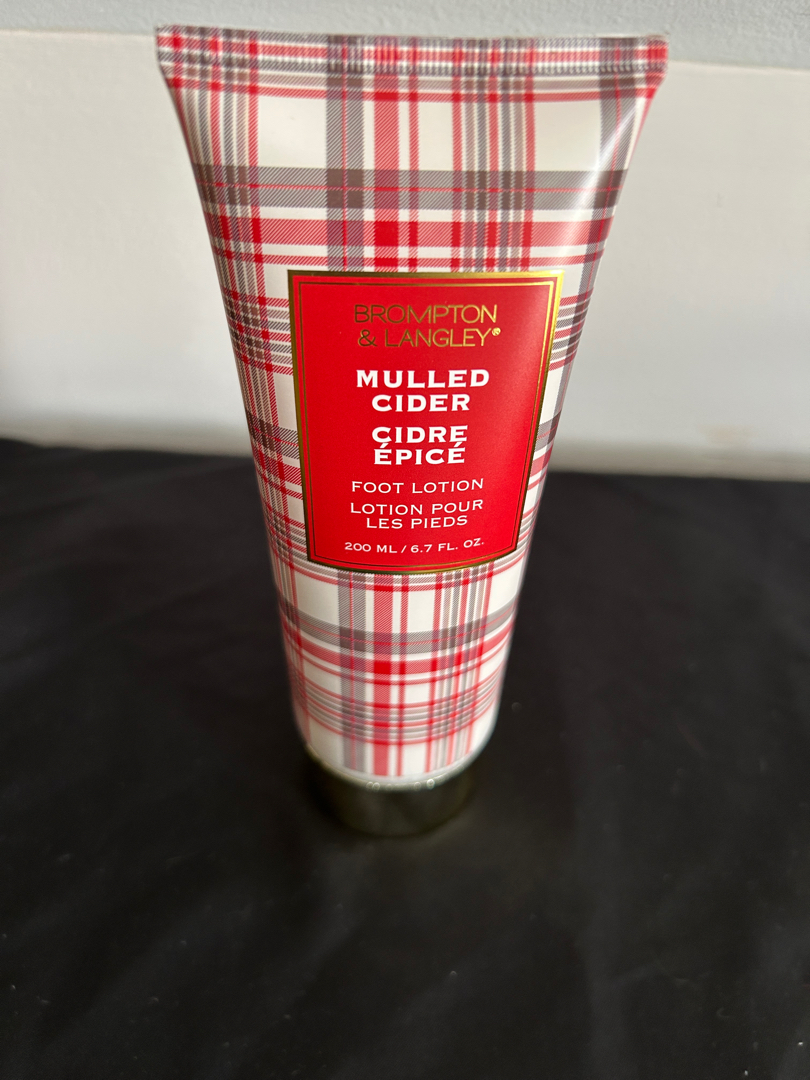 BROMPTON
& LANGLEY®
MULLED
CIDER
CIDRE
ÉPICÉ
FOOT LOTION
LOTION POUR
LES PIEDS
200 ML / 6.7 FL. OZ.